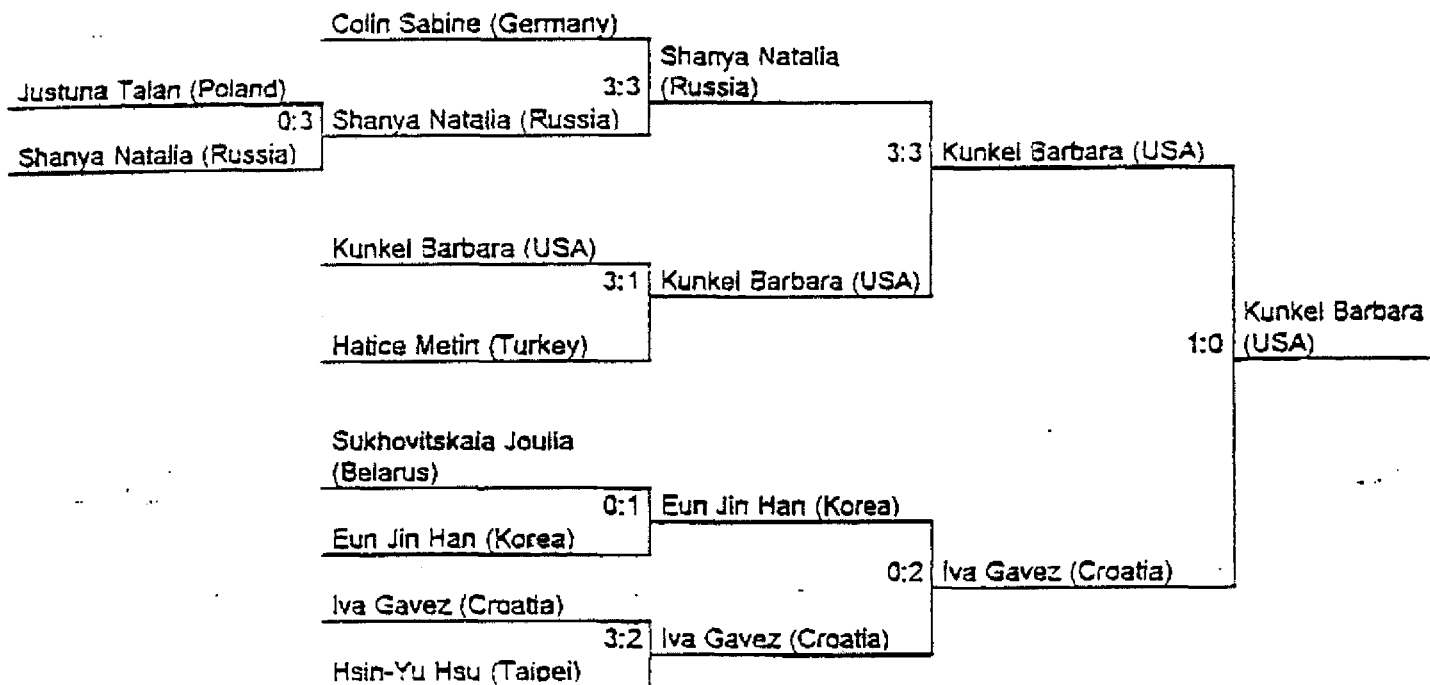 Colin Sabine (Germany)
Shanya Natalia
(Russia)
Justuna Talan (Poland)
3:3
0:3 Shanya Natalia (Russia)
Shanya Natalia (Russia)
3:3 Kunkel Barbara (USA)
Kunkel Barbara (USA)
3:1 Kunkel Barbara (USA)
Hatice Metin (Turkey)
Kunkel Barbara
1:0 (USA)
Sukhovitskaia Joulia
(Belarus)
0:1 Eun Jin Han (Korea)
Eun Jin Han (Korea)
0:2 Iva Gavez (Croatia)
Iva Gavez (Croatia)
3:2 Iva Gavez (Croatia)
Hsin-Yu Hsu (Taipei)